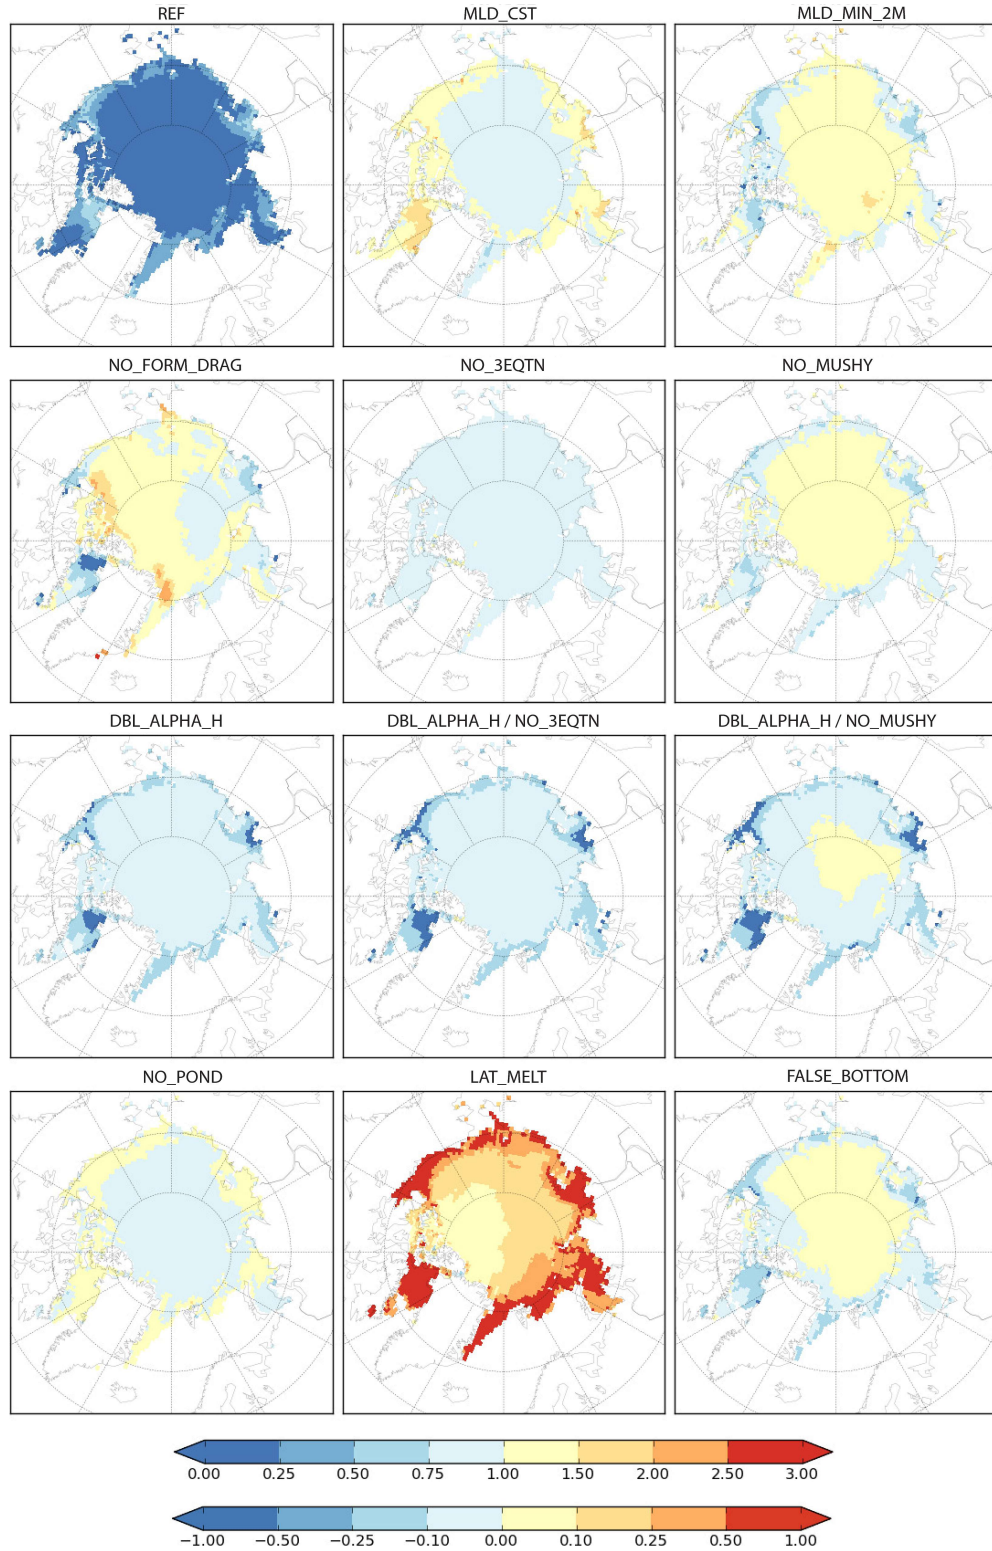 REF MLD_CST MLD_MIN_2M
NO_FORM_DRAG NO_3EQTN NO_MUSHY
DBL_ALPHA_H DBL_ALPHA_H / NO_3EQTN DBL_ALPHA_H / NO_MUSHY
NO_POND LAT_MELT FALSE_BOTTOM
0.00 0.25 0.50 0.75 1.00 1.50 2.00 2.50 3.00
−1.00 −0.50 −0.25 −0.10 0.00 0.10 0.25 0.50 1.00